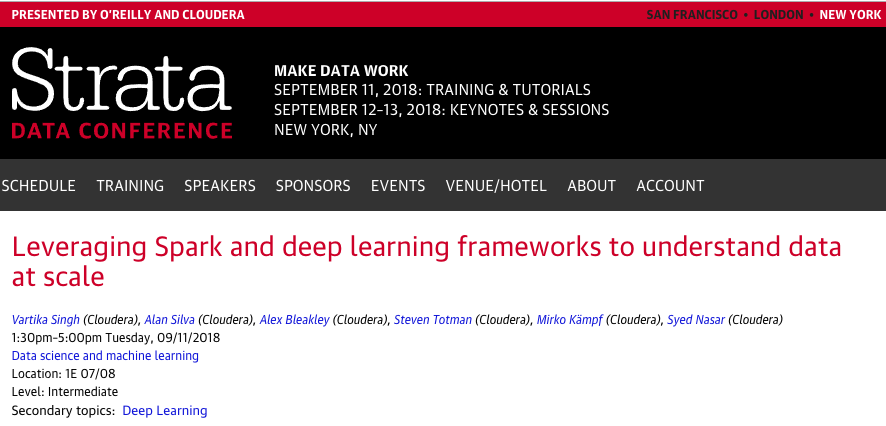 PRESENTED BY O'REILLY AND CLOUDERA
SAN FRANCISCO • LONDON • NEW YORK
Strata
DATA CONFERENCE
MAKE DATA WORK
SEPTEMBER 11, 2018: TRAINING & TUTORIALS
SEPTEMBER 12–13, 2018: KEYNOTES & SESSIONS
NEW YORK, NY
SCHEDULE TRAINING SPEAKERS SPONSORS EVENTS VENUE/HOTEL ABOUT ACCOUNT
Leveraging Spark and deep learning frameworks to understand data
at scale
Vartika Singh (Cloudera), Alan Silva (Cloudera), Alex Bleakley (Cloudera), Steven Totman (Cloudera), Mirko Kämpf (Cloudera), Syed Nasar (Cloudera)
1:30pm–5:00pm Tuesday, 09/11/2018
Data science and machine learning
Location: 1E 07/08
Level: Intermediate
Secondary topics: Deep Learning